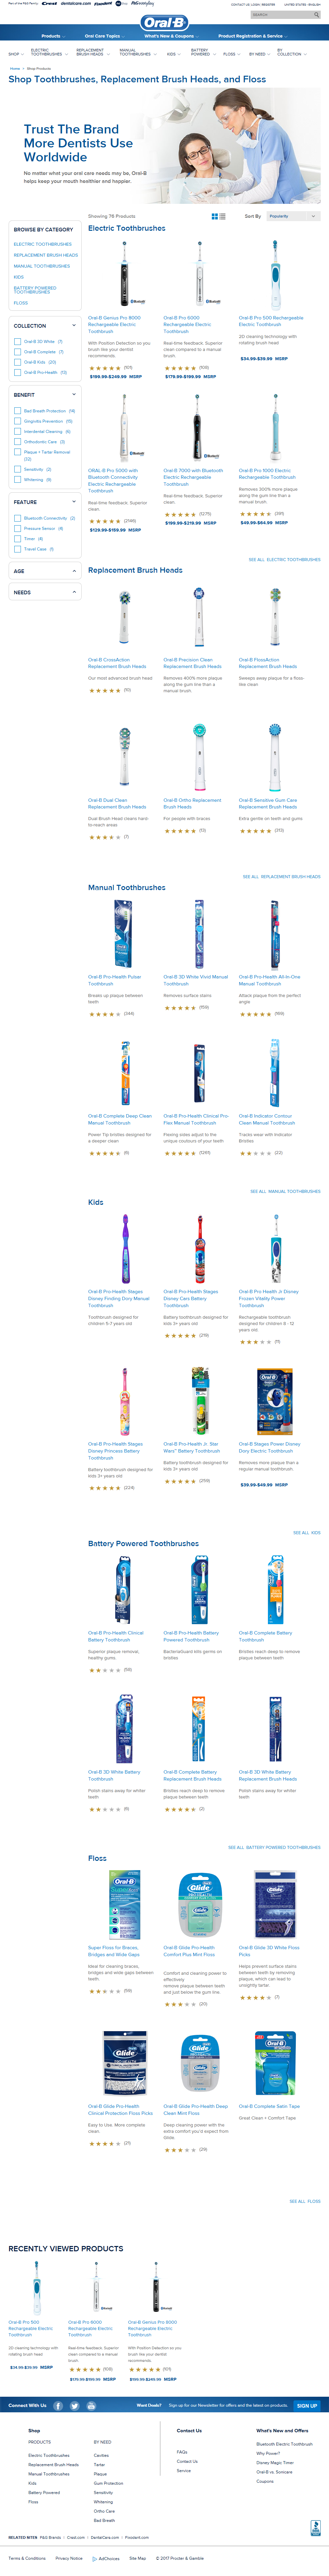 Part of the P&G Family
Crest
dentalcare.com
Fixodent
P&G everyday
CONTACT US
LOGIN
REGISTER
UNITED STATES - ENGLISH
SEARCH
Oral-B
Products
Oral Care Topics
What's New & Coupons
Product Registration & Service
SHOP
ELECTRIC TOOTHBRUSHES
REPLACEMENT BRUSH HEADS
MANUAL TOOTHBRUSHES
KIDS
BATTERY POWERED
FLOSS
BY NEED
BY COLLECTION
Home > Shop Products
Shop Toothbrushes, Replacement Brush Heads, and Floss
Trust The Brand
More Dentists Use
Worldwide
No matter what your oral care needs may be, Oral-B
helps keep your mouth healthier and happier.
Showing 76 Products
Sort By
Popularity
BROWSE BY CATEGORY
ELECTRIC TOOTHBRUSHES
REPLACEMENT BRUSH HEADS
MANUAL TOOTHBRUSHES
KIDS
BATTERY POWERED
TOOTHBRUSHES
FLOSS
COLLECTION
Oral-B 3D White (7)
Oral-B Complete (7)
Oral-B Kids (20)
Oral-B Pro-Health (13)
BENEFIT
Bad Breath Protection (14)
Gingivitis Prevention (15)
Interdental Cleaning (6)
Orthodontic Care (3)
Plaque + Tartar Removal
(32)
Sensitivity (2)
Whitening (9)
FEATURE
Bluetooth Connectivity (2)
Pressure Sensor (4)
Timer (4)
Travel Case (1)
AGE
NEEDS
Electric Toothbrushes
Bluetooth
Bluetooth
Oral-B Genius Pro 8000
Rechargeable Electric
Toothbrush
With Position Detection so you
brush like your dentist
recommends.
(101)
$199.99-$249.99 MSRP
Oral-B Pro 6000
Rechargeable Electric
Toothbrush
Real-time feedback. Superior
clean compared to a manual
brush.
(108)
$179.99-$199.99 MSRP
Oral-B Pro 500 Rechargeable
Electric Toothbrush
2D cleaning technology with
rotating brush head
$34.99-$39.99 MSRP
Bluetooth
Bluetooth
ORAL-B Pro 5000 with
Bluetooth Connectivity
Electric Rechargeable
Toothbrush
Real-time feedback. Superior
clean.
(2146)
$129.99-$159.99 MSRP
Oral-B 7000 with Bluetooth
Electric Rechargeable
Toothbrush
Real-time feedback. Superior
clean.
(1279)
$199.99-$219.99 MSRP
Oral-B Pro 1000 Electric
Rechargeable Toothbrush
Removes 300% more plaque
along the gum line than a
manual brush.
(391)
$49.99-$64.99 MSRP
SEE ALL ELECTRIC TOOTHBRUSHES
Replacement Brush Heads
Oral-B CrossAction
Replacement Brush Heads
Our most advanced brush head
(10)
Oral-B Precision Clean
Replacement Brush Heads
Removes 400% more plaque
along the gum line than a
manual brush.
Oral-B FlossAction
Replacement Brush Heads
Sweeps away plaque for a floss-
like clean
Oral-B Dual Clean
Replacement Brush Heads
Dual Brush Head cleans hard-
to-reach areas
(7)
Oral-B Ortho Replacement
Brush Heads
For people with braces
(13)
Oral-B Sensitive Gum Care
Replacement Brush Heads
Extra gentle on teeth and gums
(313)
SEE ALL REPLACEMENT BRUSH HEADS
Manual Toothbrushes
Oral-B Pro-Health Pulsar
Toothbrush
Breaks up plaque between
teeth
(344)
Oral-B 3D White Vivid Manual
Toothbrush
Removes surface stains
(159)
Oral-B Pro-Health All-In-One
Manual Toothbrush
Attack plaque from the perfect
angle
(169)
Oral-B Complete Deep Clean
Manual Toothbrush
Power Tip bristles designed for
a deeper clean
(6)
Oral-B Pro-Health Clinical Pro-
Flex Manual Toothbrush
Flexing sides adjust to the
unique contours of your teeth
(1240)
Oral-B Indicator Contour
Clean Manual Toothbrush
Tracks wear with Indicator
Bristles
(22)
SEE ALL MANUAL TOOTHBRUSHES
Kids
Oral-B Pro-Health Stages
Disney Finding Dory Manual
Toothbrush
Toothbrush designed for
children 5-7 years old
Oral-B Pro-Health Stages
Disney Cars Battery
Toothbrush
Battery toothbrush designed for
kids 3+ years old
(219)
Oral-B Pro-Health Jr Disney
Frozen Vitality Power
Toothbrush
Rechargeable toothbrush
designed for children 8 - 12
years old
(11)
Oral-B Pro-Health Stages
Disney Princess Battery
Toothbrush
Battery toothbrush designed for
kids 3+ years old
(224)
Oral-B Pro-Health Jr. Star
Wars™ Battery Toothbrush
Battery toothbrush designed for
kids 3+ years old
(259)
Oral-B Stages Power Disney
Dory Electric Toothbrush
Removes more plaque than a
regular manual toothbrush.
$39.99-$49.99 MSRP
SEE ALL KIDS
Battery Powered Toothbrushes
Oral-B Pro-Health Clinical
Battery Toothbrush
Superior plaque removal,
healthy gums.
(56)
Oral-B Pro-Health Battery
Powered Toothbrush
BacterialGuard kills germs on
bristles
Oral-B Complete Battery
Toothbrush
Bristles reach deep to remove
plaque between teeth
Oral-B 3D White Battery
Toothbrush
Polish stains away for whiter
teeth
(6)
Oral-B Complete Battery
Replacement Brush Heads
Bristles reach deep to remove
plaque between teeth
(2)
Oral-B 3D White Battery
Replacement Brush Heads
Polish stains away for whiter
teeth
SEE ALL BATTERY POWERED TOOTHBRUSHES
Floss
Super Floss for Braces,
Bridges and Wide Gaps
Ideal for cleaning braces,
bridges and wide gaps between
teeth.
(59)
Oral-B Glide Pro-Health
Comfort Plus Mint Floss
Comfort and cleaning power to
effectively
remove plaque between teeth
and just below the gum line.
(20)
Oral-B Glide 3D White Floss
Picks
Helps prevent surface stains
between teeth by removing
plaque, which can lead to
unsightly tartar.
(7)
Oral-B Glide Pro-Health
Clinical Protection Floss Picks
Easy to Use. More complete
clean.
(31)
Oral-B Glide Pro-Health Deep
Clean Mint Floss
Deep cleaning power with the
extra comfort you'd expect from
Glide
(29)
Oral-B Complete Satin Tape
Great Clean + Comfort Tape
SEE ALL FLOSS
RECENTLY VIEWED PRODUCTS
Oral-B Pro 500
Rechargeable Electric
Toothbrush
2D cleaning technology with
rotating brush head
$34.99-$39.99 MSRP
Oral-B Pro 6000
Rechargeable Electric
Toothbrush
Real-time feedback. Superior
clean compared to a manual
brush.
(108)
$179.99-$199.99 MSRP
Oral-B Genius Pro 8000
Rechargeable Electric
Toothbrush
With Position Detection so you
brush like your dentist
recommends.
(101)
$199.99-$249.99 MSRP
Connect With Us
Want Deals?
Sign up for our Newsletter for offers and the latest on products.
SIGN UP
Shop
PRODUCTS
Electric Toothbrushes
Replacement Brush Heads
Manual Toothbrushes
Kids
Battery Powered
Floss
BY NEED
Cavities
Tartar
Plaque
Gum Protection
Sensitivity
Whitening
Ortho Care
Bad Breath
Contact Us
FAQs
Contact Us
Service
What's New and Offers
Bluetooth Electric Toothbrush
Why Power?
Disney Magic Timer
Oral-B vs. Sonicare
Coupons
RELATED SITES
P&G Brands | Crest.com | DentalCare.com | Fixodent.com
Terms & Conditions
Privacy Notice
AdChoices
Site Map
© 2017 Procter & Gamble